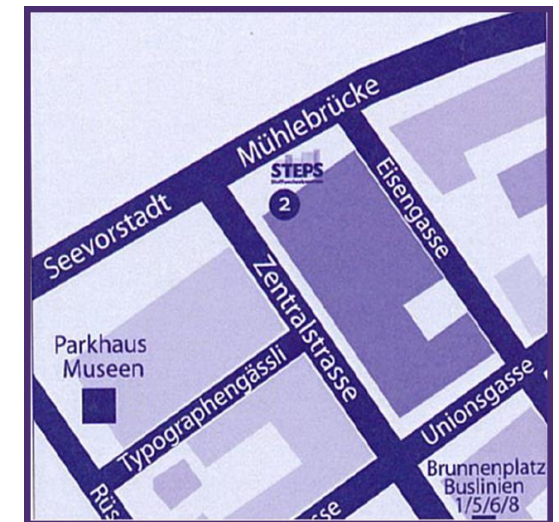 Mühlebrücke
STEPS
2
Eisengasse
Seevorstadt
Zentralstrasse
Parkhaus
Museen
Typographengässli
Unionsgasse
Brunnenplatz
Buslinien
1/5/6/8